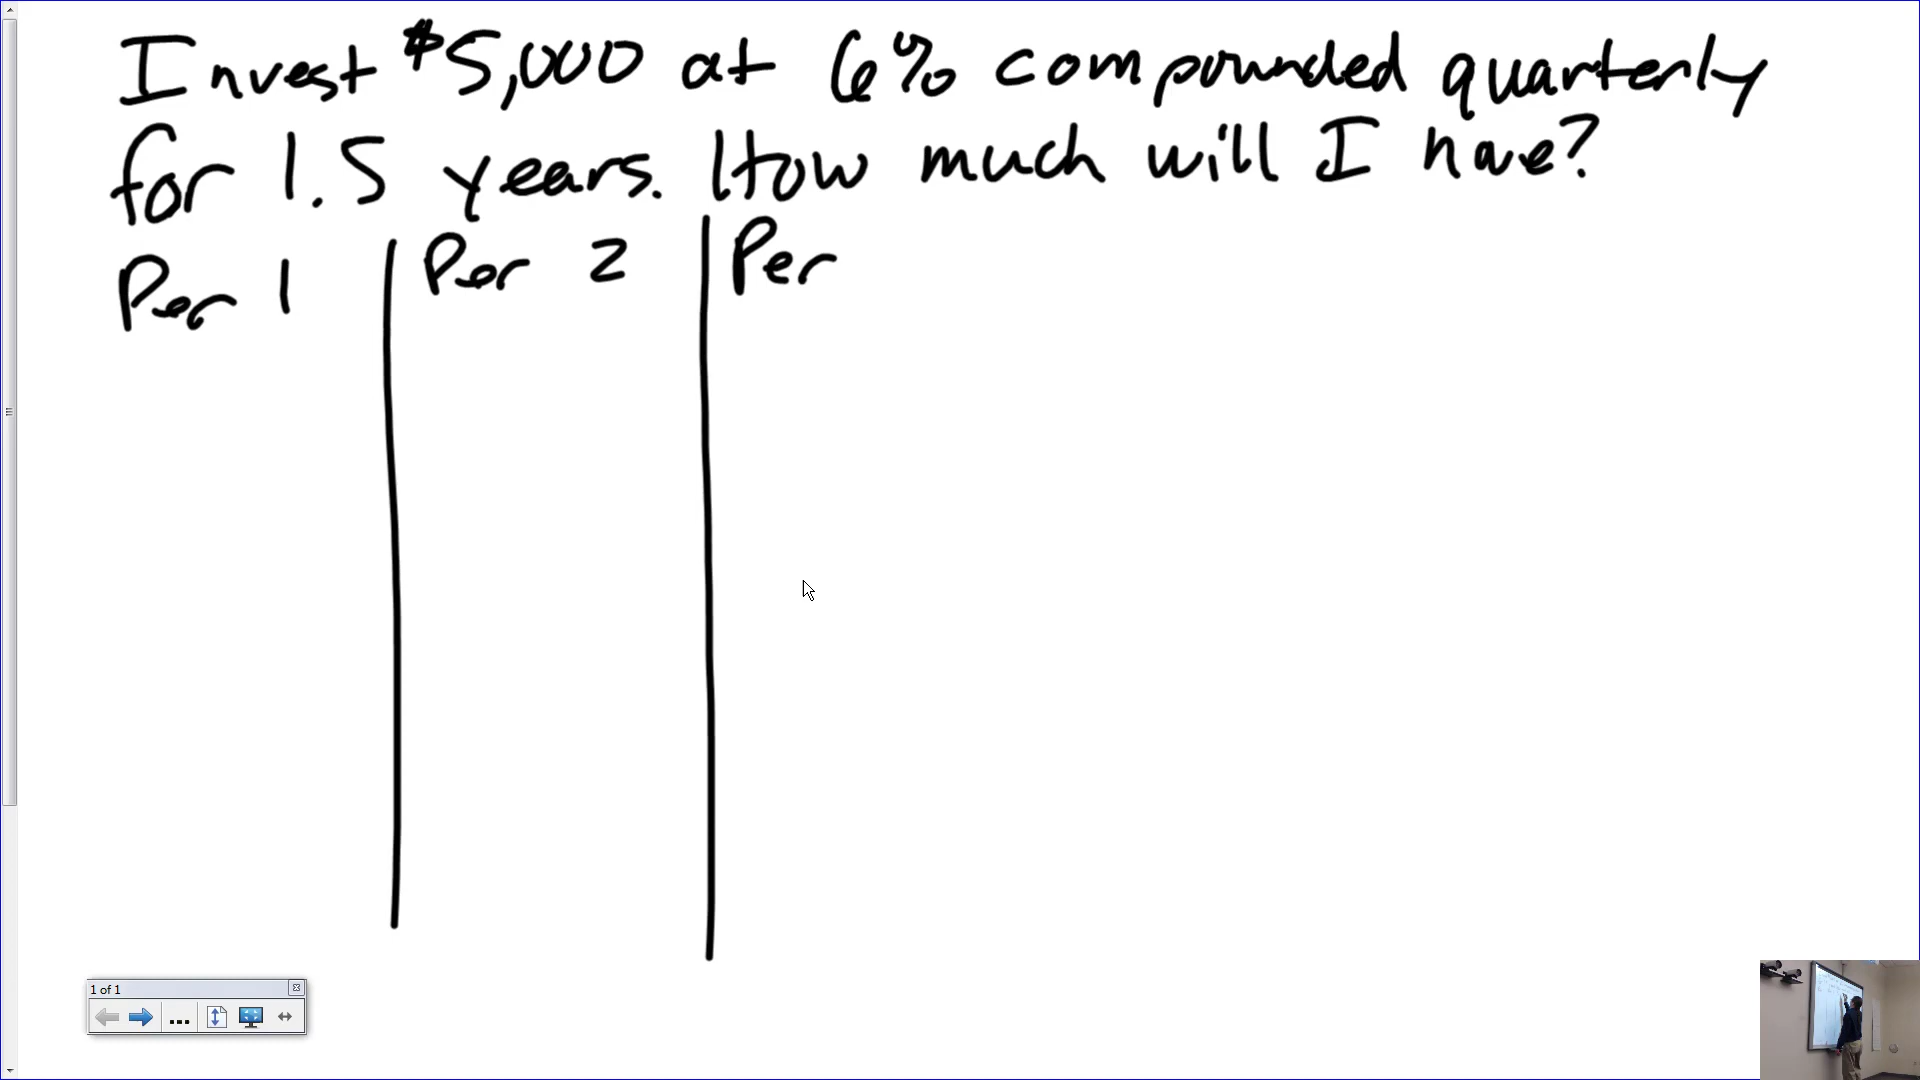 Invest $5,000 at 6% compounded quarterly
for 1.5 years. How much will I have?
Per 1 Per 2 Per
1 of 1
...